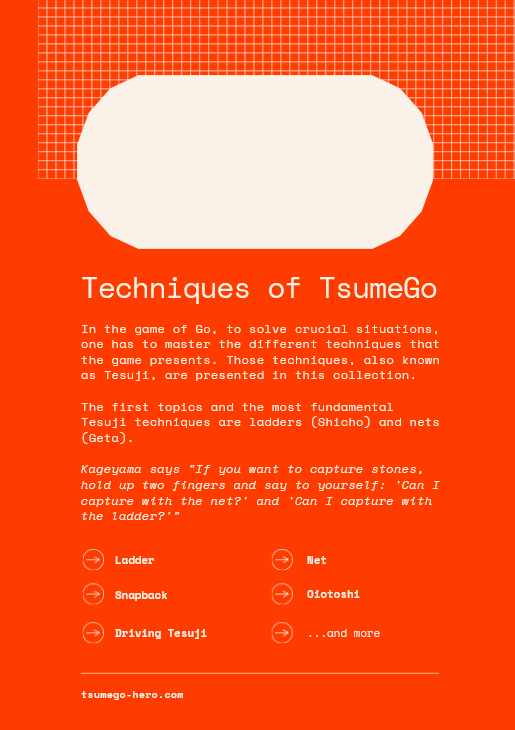 Techniques of TsumeGo
In the game of Go, to solve crucial situations,
one has to master the different techniques that
the game presents. Those techniques, also known
as Tesuji, are presented in this collection.
The first topics and the most fundamental
Tesuji techniques are ladders (Shicho) and nets
(Geta).
Kageyama says "If you want to capture stones,
hold up two fingers and say to yourself: 'Can I
capture with the net?' and 'Can I capture with
the ladder?'"
Ladder
Net
Snapback
Oiotoshi
Driving Tesuji
...and more
tsumego-hero.com